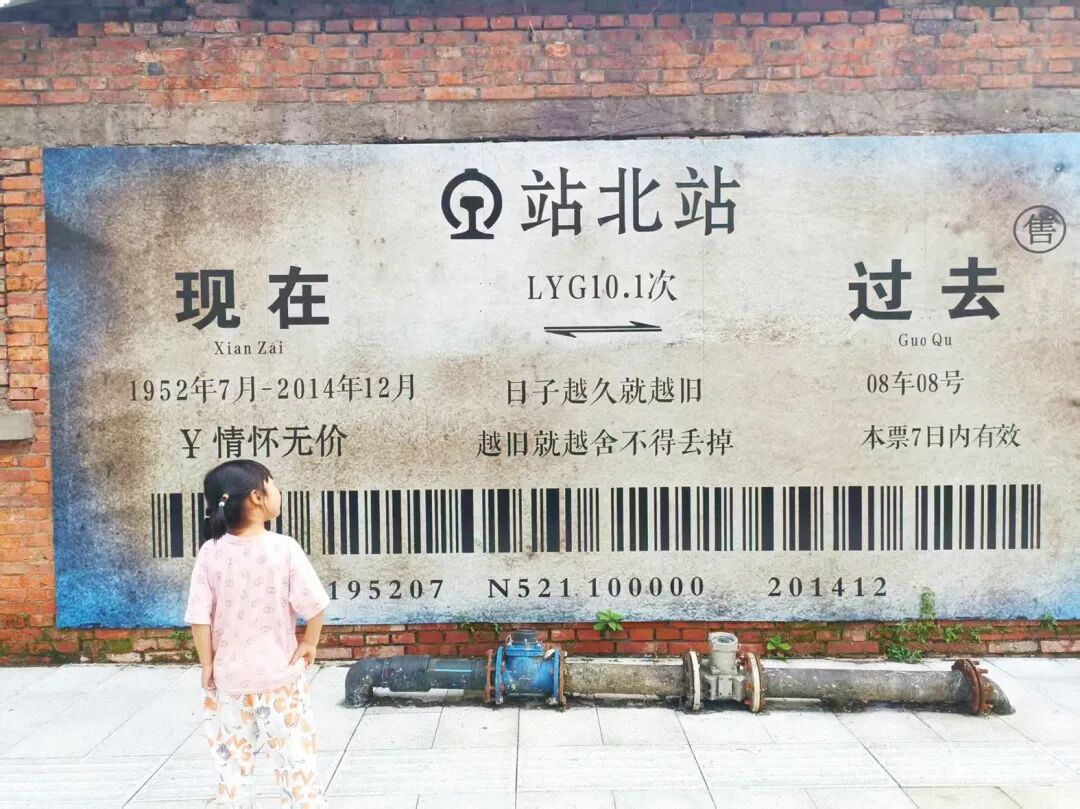 站北站
售
现在
LYG10.1次
过去
Xian Zai
Guo Qu
1952年7月-2014年12月
日子越久就越旧
08车08号
¥情怀无价
越旧就越舍不得丢掉
本票7日内有效
195207 N521 100000 201412